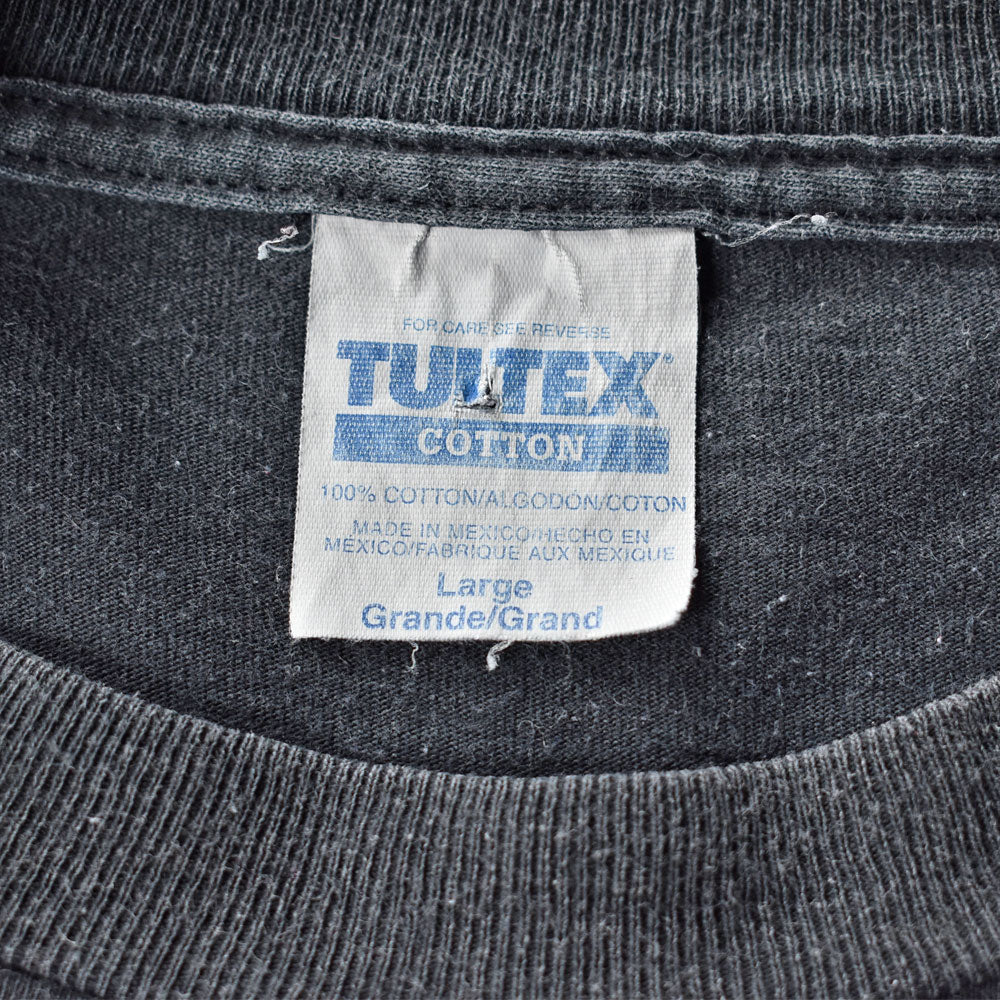 FOR CARE SEE REVERSE
TULTEX®
COTTON
100% COTTON/ALGODON/COTON
MADE IN MEXICO/HECHO EN
MEXICO/FABRIQUE AUX MEXIQUE
Large
Grande/Grand